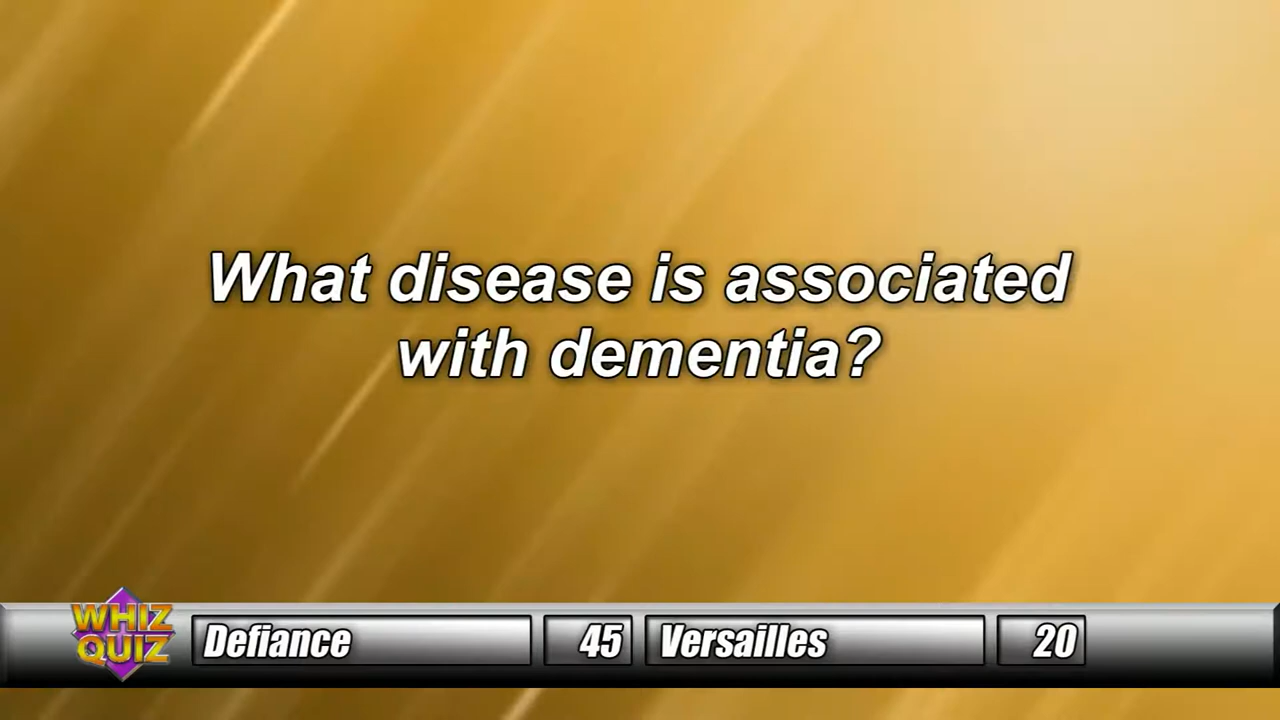 What disease is associated
with dementia?
WHIZ
QUIZ
Defiance 45 Versailles 20